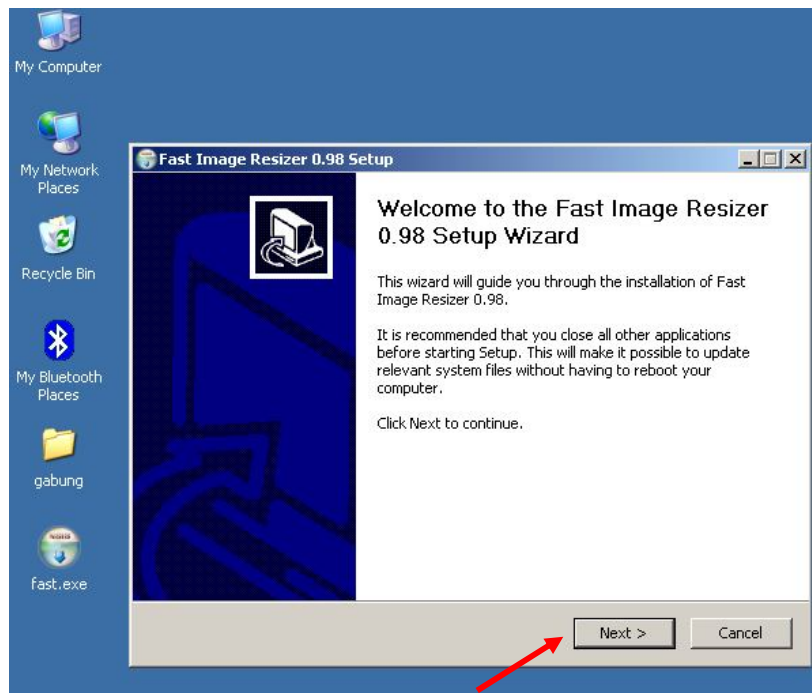 My Computer
My Network
Places
Recycle Bin
My Bluetooth
Places
gabung
fast.exe
Fast Image Resizer 0.98 Setup
Welcome to the Fast Image Resizer
0.98 Setup Wizard
This wizard will guide you through the installation of Fast
Image Resizer 0.98.
It is recommended that you close all other applications
before starting Setup. This will make it possible to update
relevant system files without having to reboot your
computer.
Click Next to continue.
Next >
Cancel